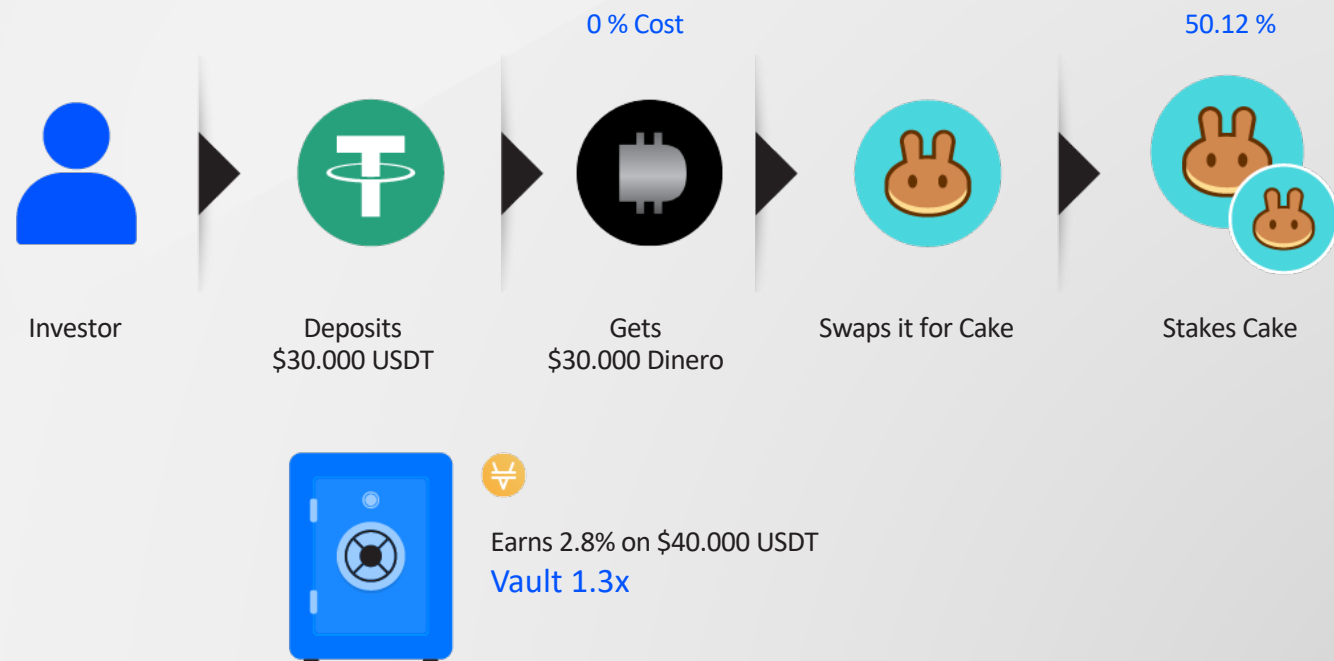 0 % Cost
50.12 %
Investor
Deposits
$30.000 USDT
Gets
$30.000 Dinero
Swaps it for Cake
Stakes Cake
Earns 2.8% on $40.000 USDT
Vault 1.3x